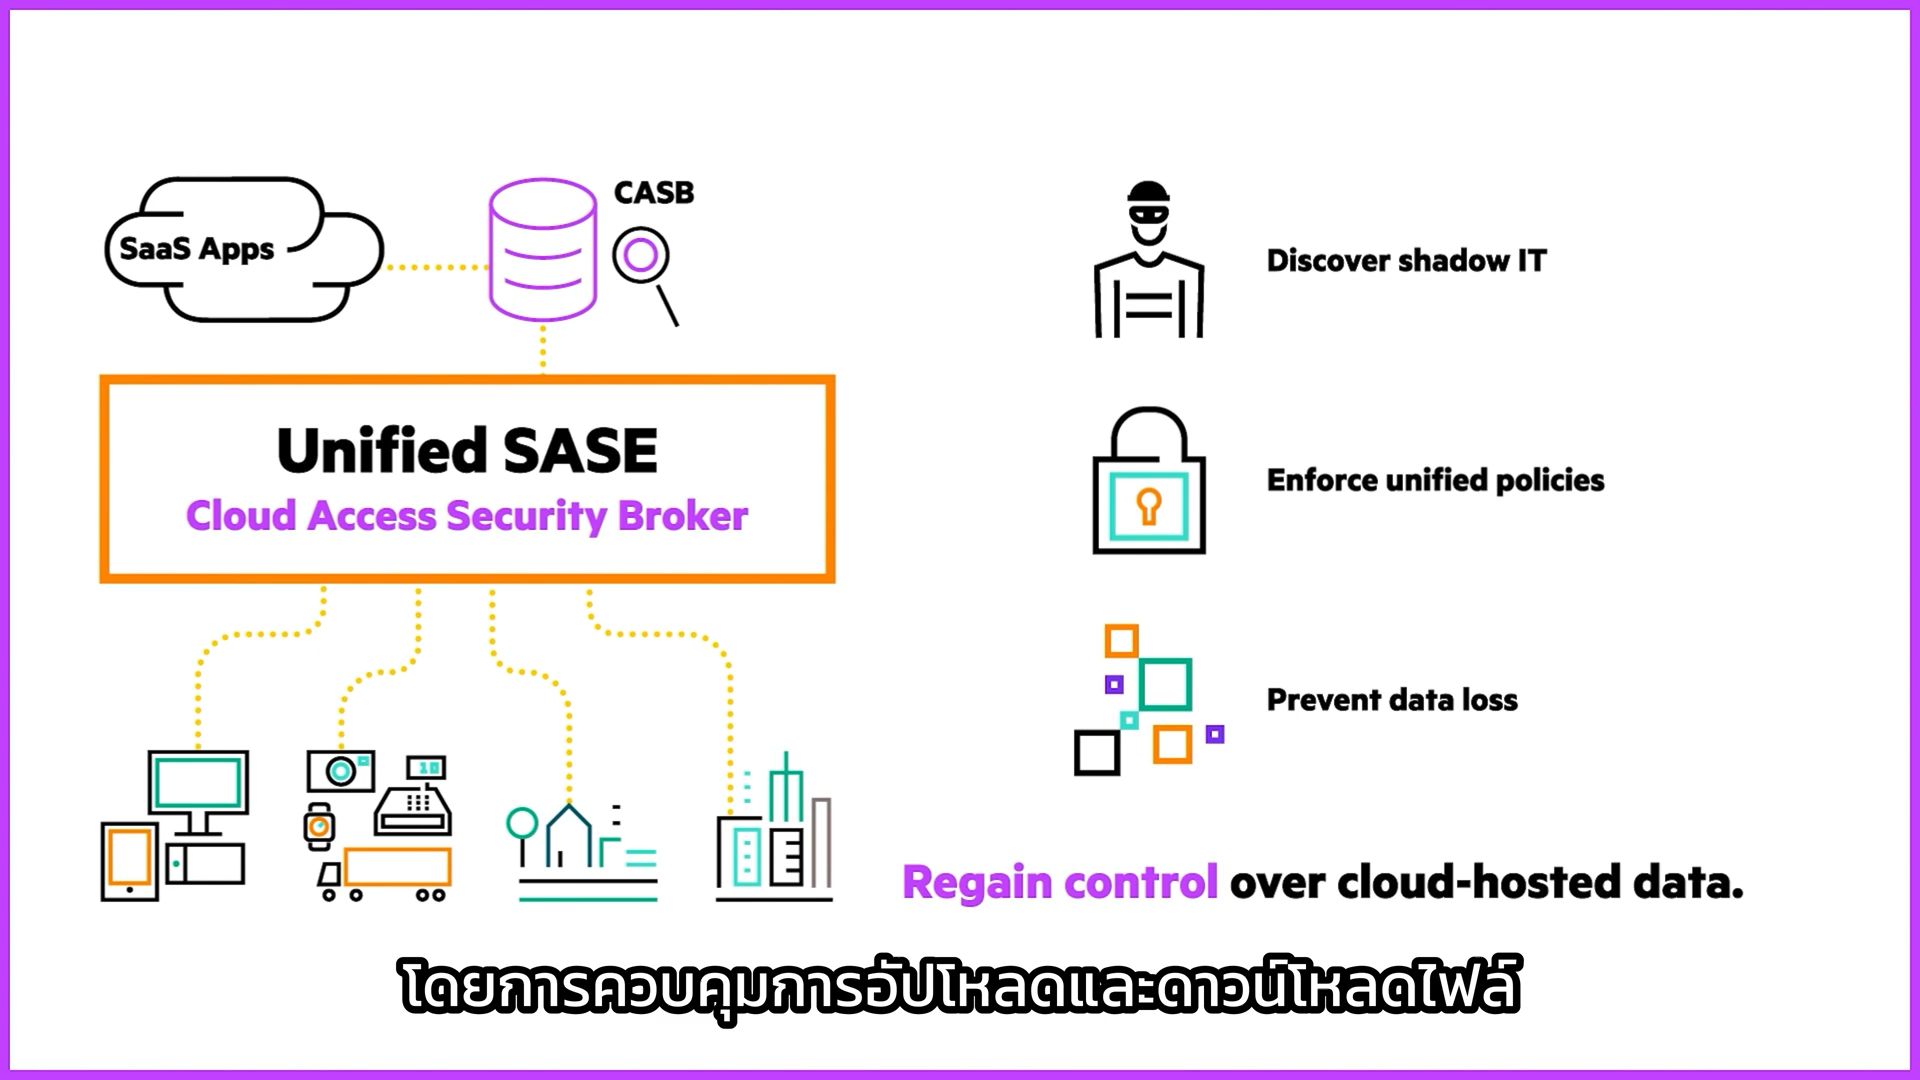 SaaS Apps
CASB
Unified SASE
Cloud Access Security Broker
10
Discover shadow IT
Enforce unified policies
Prevent data loss
Regain control over cloud-hosted data.
โดยการควบคุมการอัปโหลดและดาวน์โหลดไฟล์